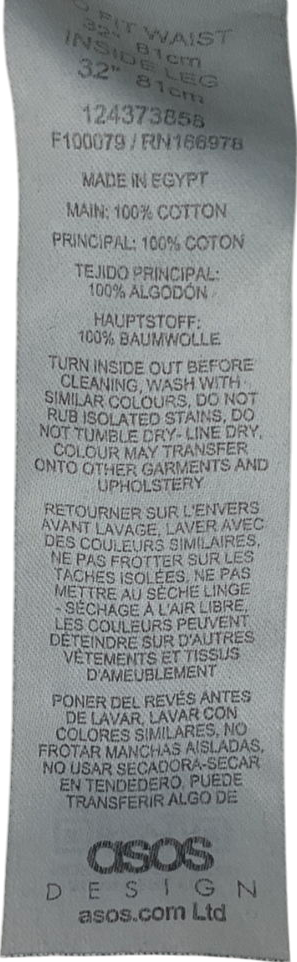 O FIT WAIST
32" 81cm
INSIDE LEG
32" 81cm
124373858
F100079 / RN166978
MADE IN EGYPT
MAIN: 100% COTTON
PRINCIPAL: 100% COTON
TEJIDO PRINCIPAL:
100% ALGODÓN
HAUPTSTOFF:
100% BAUMWOLLE
TURN INSIDE OUT BEFORE
CLEANING, WASH WITH
SIMILAR COLOURS, DO NOT
RUB ISOLATED STAINS, DO
NOT TUMBLE DRY- LINE DRY,
COLOUR MAY TRANSFER
ONTO OTHER GARMENTS AND
UPHOLSTERY
RETOURNER SUR L'ENVERS
AVANT LAVAGE, LAVER AVEC
DES COULEURS SIMILAIRES,
NE PAS FROTTER SUR LES
TACHES ISOLÉES, NE PAS
METTRE AU SÈCHE LINGE
- SÉCHAGE À L'AIR LIBRE,
LES COULEURS PEUVENT
DÉTEINDRE SUR D'AUTRES
VÊTEMENTS ET TISSUS
D'AMEUBLEMENT
PONER DEL REVÉS ANTES
DE LAVAR, LAVAR CON
COLORES SIMILARES, NO
FROTAR MANCHAS AISLADAS,
NO USAR SECADORA-SECAR
EN TENDEDERO, PUEDE
TRANSFERIR ALGO DE
asos
DESIGN
asos.com Ltd